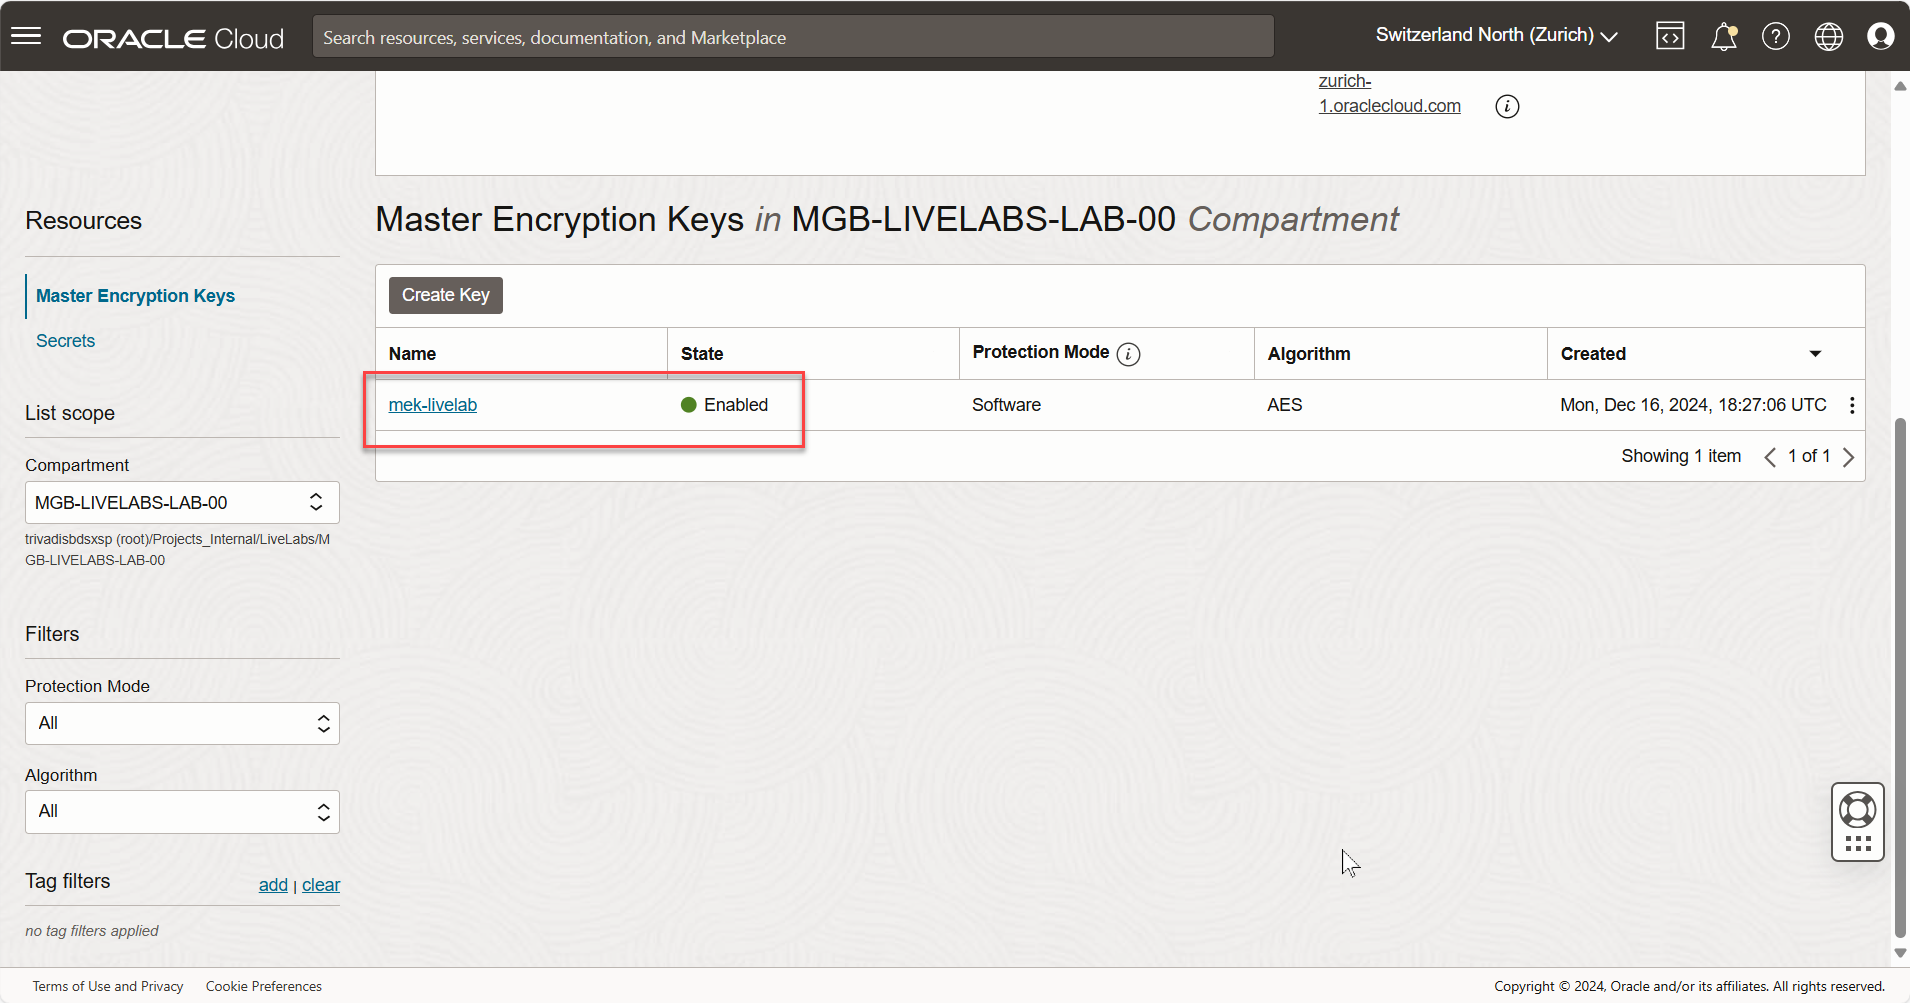 ORACLE Cloud
Search resources, services, documentation, and Marketplace
Switzerland North (Zurich)
zurich-
1.oraclecloud.com
Resources
Master Encryption Keys
Secrets
List scope
Compartment
MGB-LIVELABS-LAB-00
trivadisbdsxsp (root)/Projects_Internal/LiveLabs/M
GB-LIVELABS-LAB-00
Filters
Protection Mode
All
Algorithm
All
Tag filters add | clear
no tag filters applied
Master Encryption Keys in MGB-LIVELABS-LAB-00 Compartment
Create Key
Name State Protection Mode Algorithm Created
mek-livelab Enabled Software AES Mon, Dec 16, 2024, 18:27:06 UTC
Showing 1 item 1 of 1
Terms of Use and Privacy Cookie Preferences
Copyright © 2024, Oracle and/or its affiliates. All rights reserved.